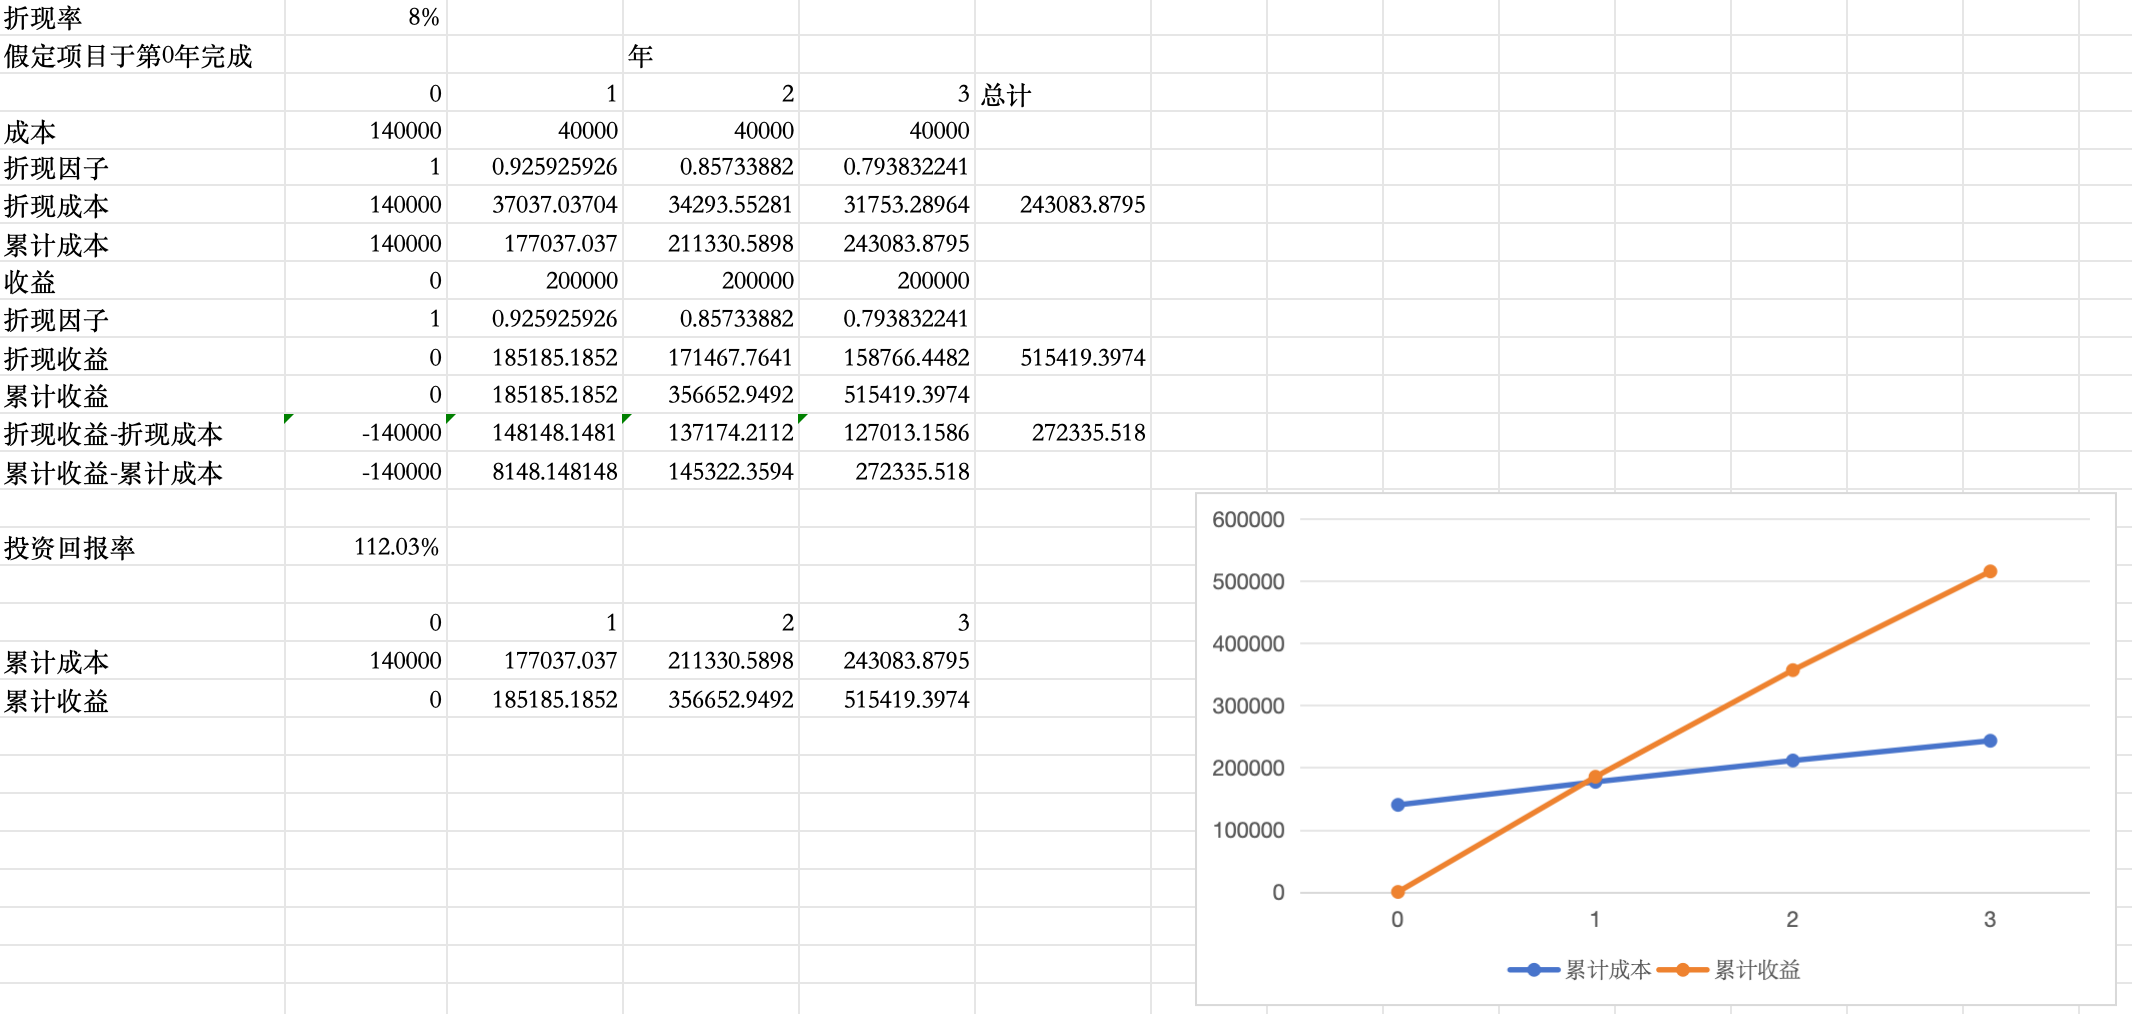 折现率 8%
假定项目于第0年完成 年
0 1 2 3 总计
成本 140000 40000 40000 40000
折现因子 1 0.925925926 0.85733882 0.793832241
折现成本 140000 37037.03704 34293.55281 31753.28964 243083.8795
累计成本 140000 177037.037 211330.5898 243083.8795
收益 0 200000 200000 200000
折现因子 1 0.925925926 0.85733882 0.793832241
折现收益 0 185185.1852 171467.7641 158766.4482 515419.3974
累计收益 0 185185.1852 356652.9492 515419.3974
折现收益-折现成本 -140000 148148.1481 137174.2112 127013.1586 272335.518
累计收益-累计成本 -140000 8148.148148 145322.3594 272335.518
投资回报率 112.03%
0 1 2 3
累计成本 140000 177037.037 211330.5898 243083.8795
累计收益 0 185185.1852 356652.9492 515419.3974
600000
500000
400000
300000
200000
100000
0
0 1 2 3
累计成本 累计收益